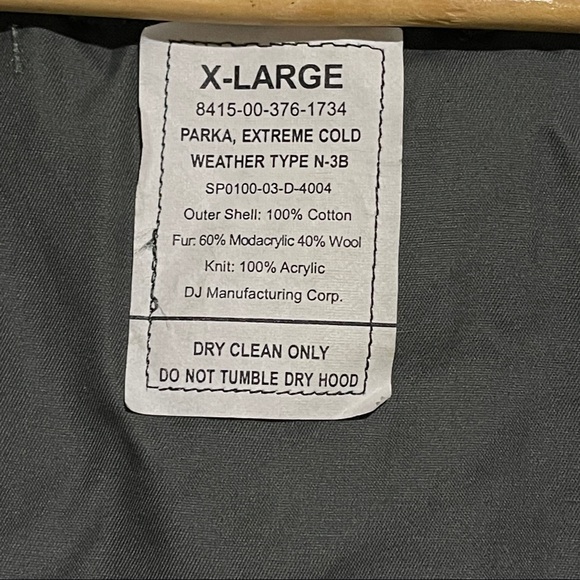 X-LARGE
8415-00-376-1734
PARKA, EXTREME COLD
WEATHER TYPE N-3B
SP0100-03-D-4004
Outer Shell: 100% Cotton
Fur: 60% Modacrylic 40% Wool
Knit: 100% Acrylic
DJ Manufacturing Corp.
DRY CLEAN ONLY
DO NOT TUMBLE DRY HOOD